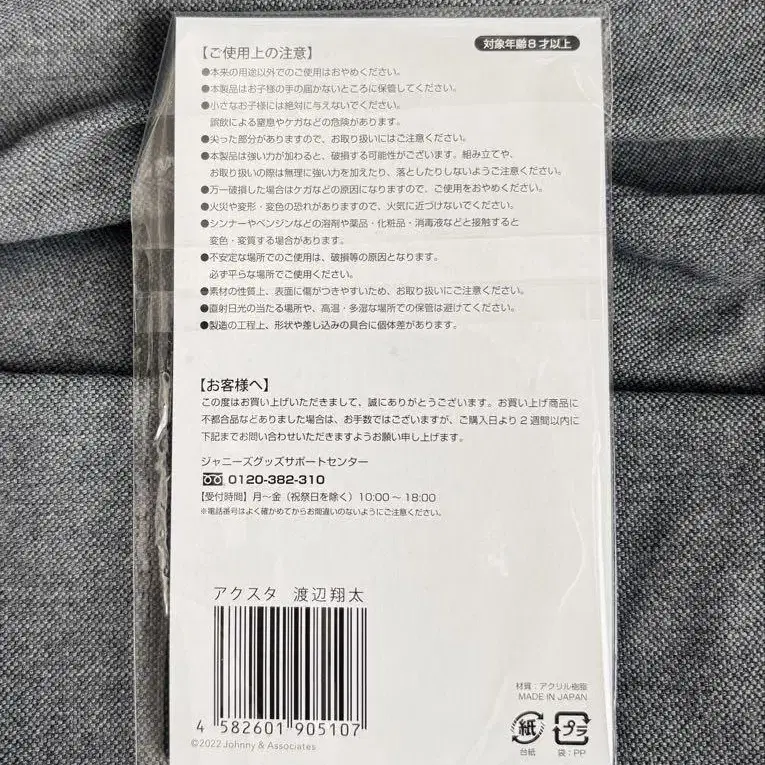 対象年齢8才以上
【ご使用上の注意】
●本来の用途以外でのご使用はおやめください。
●本製品はお子様の手の届かないところに保管してください。
●小さなお子様には絶対に与えないでください。
誤飲による窒息やケガなどの危険があります。
●尖った部分がありますので、お取り扱いにはご注意ください。
●本製品は強い力が加わると、破損する可能性がございます。組み立てや、
お取り扱いの際は無理に強い力を加えたり、落としたりしないようご注意ください。
●万一破損した場合はケガなどの原因になりますので、ご使用をおやめください。
●火災や変形・変色の恐れがありますので、火気に近づけないでください。
●シンナーやベンジンなどの溶剤や薬品・化粧品・消毒液などと接触すると
変色・変質する場合があります。
●不安定な場所でのご使用は、破損等の原因となります。
必ず平らな場所でご使用ください。
●素材の性質上、表面に傷がつきやすいため、お取り扱いにご注意ください。
●直射日光の当たる場所や、高温・多湿な場所での保管は避けてください。
●製造の工程上、形状や差し込みの具合に個体差があります。
【お客様へ】
この度はお買い上げいただきまして、誠にありがとうございます。お買い上げ商品に
不都合品などありました場合は、お手数ではございますが、ご購入日より2週間以内に
下記までお問い合わせいただきますようお願い申し上げます。
ジャニーズグッズサポートセンター
0120-382-310
【受付時間】月〜金（祝祭日を除く）10:00〜18:00
※電話番号はよく確かめてからお間違いのないようにご注意ください。
アクスタ 渡辺翔太
4 582601 905107
©2022 Johnny & Associates
材質：アクリル樹脂
MADE IN JAPAN
紙
台紙
プラ
袋：PP